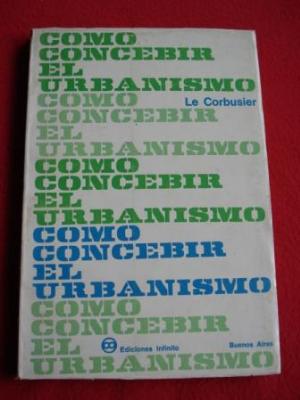 COMO
CONCEBIR
EL
URBANISMO
Le Corbusier
COMO
CONCEBIR
EL
URBANISMO
COMO
CONCEBIR
EL
URBANISMO
COMO
CONCEBIR
EL
URBANISMO
COMO
CONCEBIR
Ediciones Infinito
Buenos Aires
EL
URBANISMO